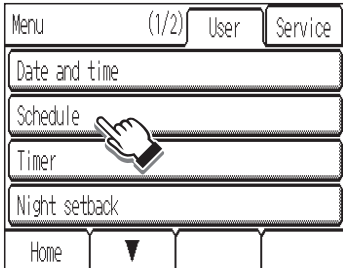 Menu (1/2) User Service
Date and time
Schedule
Timer
Night setback
Home ▼